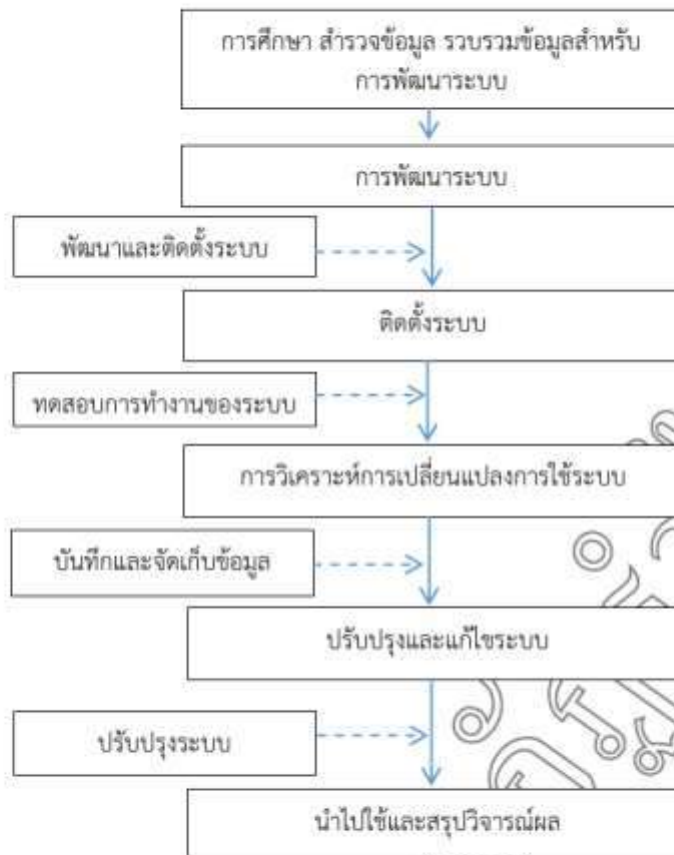 การศึกษา สำรวจข้อมูล รวบรวมข้อมูลสำหรับ
การพัฒนาระบบ
การพัฒนาระบบ
พัฒนาและติดตั้งระบบ
ติดตั้งระบบ
ทดสอบการทำงานของระบบ
การวิเคราะห์การเปลี่ยนแปลงการใช้ระบบ
บันทึกและจัดเก็บข้อมูล
ปรับปรุงและแก้ไขระบบ
ปรับปรุงระบบ
นำไปใช้และสรุปวิจารณ์ผล